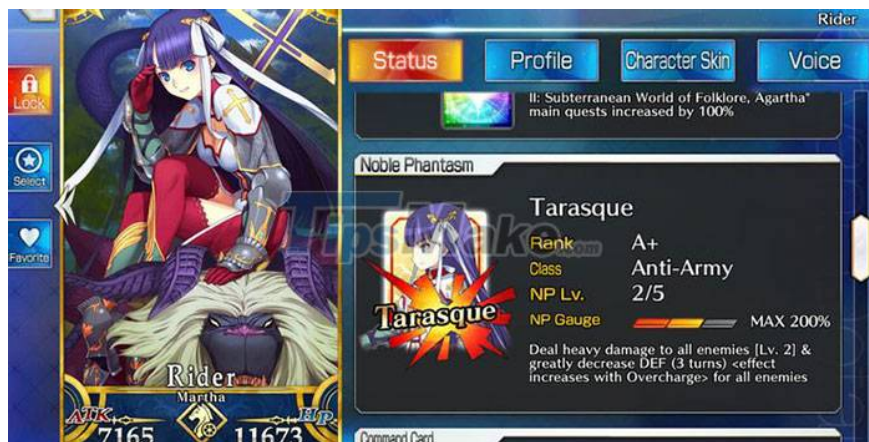 Rider
Status
Profile
Character Skin
Voice
Lock
Select
Favorite
II: Subterranean World of Folklore, Agartha"
main quests increased by 100%
Noble Phantasm
Tarasque
Rank A+
Class Anti-Army
NP Lv. 2/5
NP Gauge MAX 200%
Deal heavy damage to all enemies [Lv. 2] &
greatly decrease DEF (3 turns) <effect
increases with Overcharge> for all enemies
Tarasque
Rider
Martha
ATK 7165
HP 11673
Command Card
TipsMake.com